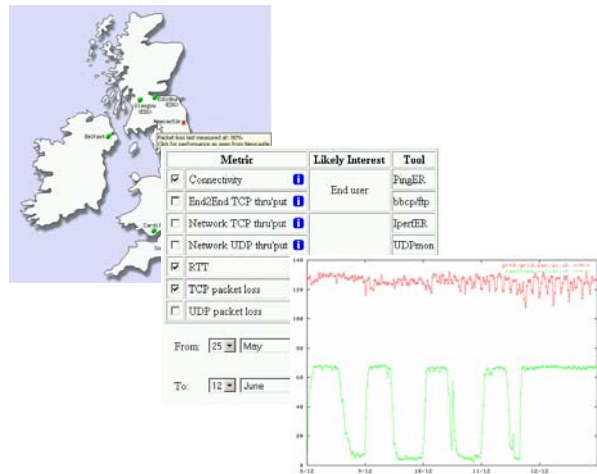 Edinburgh
Glasgow
Newcastle
Belfast
Packet loss last measured at: 80%
Click for performance as seen from Newcastle
Metric Likely Interest Tool
Connectivity End user PingER
End2End TCP thru'put bbcp/ftp
Network TCP thru'put IperfER
Network UDP thru'put UDPmon
RTT
TCP packet loss
UDP packet loss
From: 25 May
To: 12 June
140
120
100
80
60
40
20
0
8/12 9/12 10/12 11/12 12/12